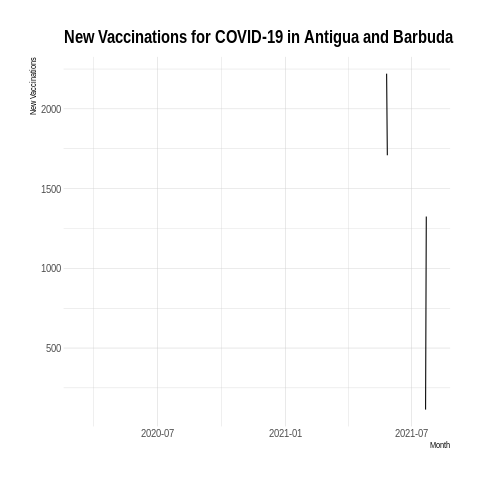 New Vaccinations for COVID-19 in Antigua and Barbuda
New Vaccinations
2000
1500
1000
500
2020-07
2021-01
2021-07
Month